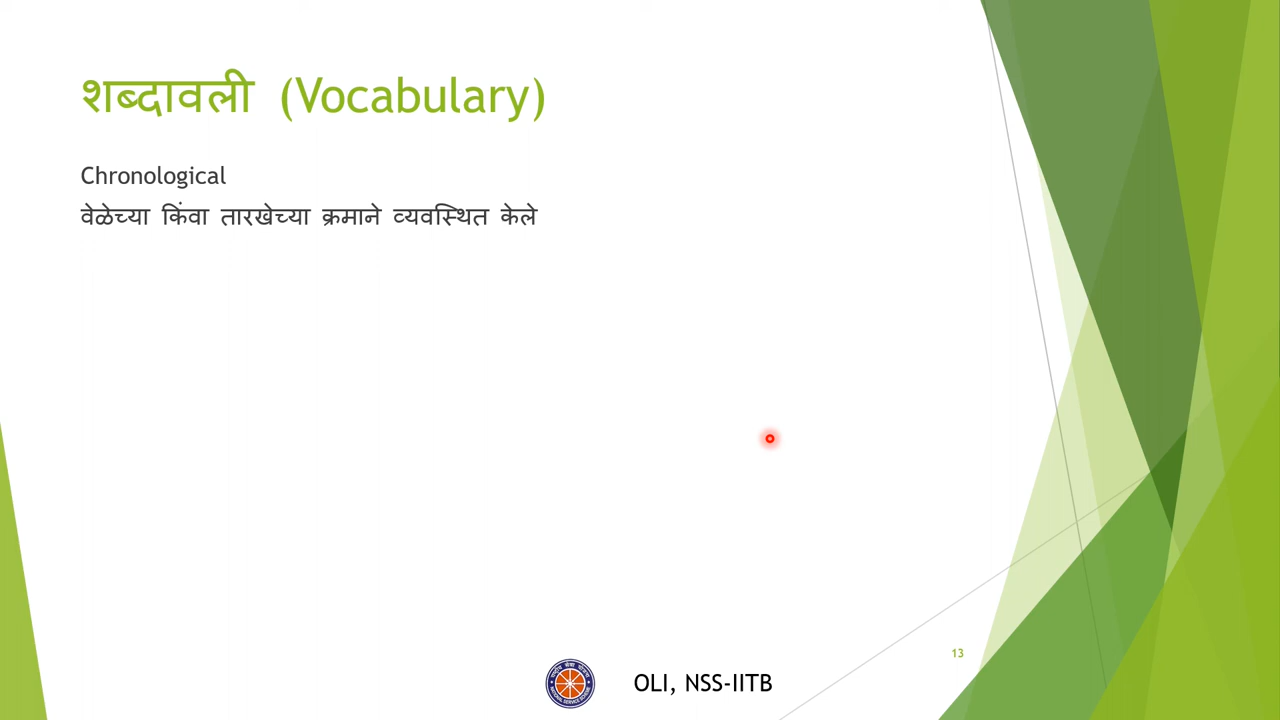 शब्दावली (Vocabulary)
Chronological
वेळेच्या किंवा तारखेच्या क्रमाने व्यवस्थित केले
13
OLI, NSS-IITB